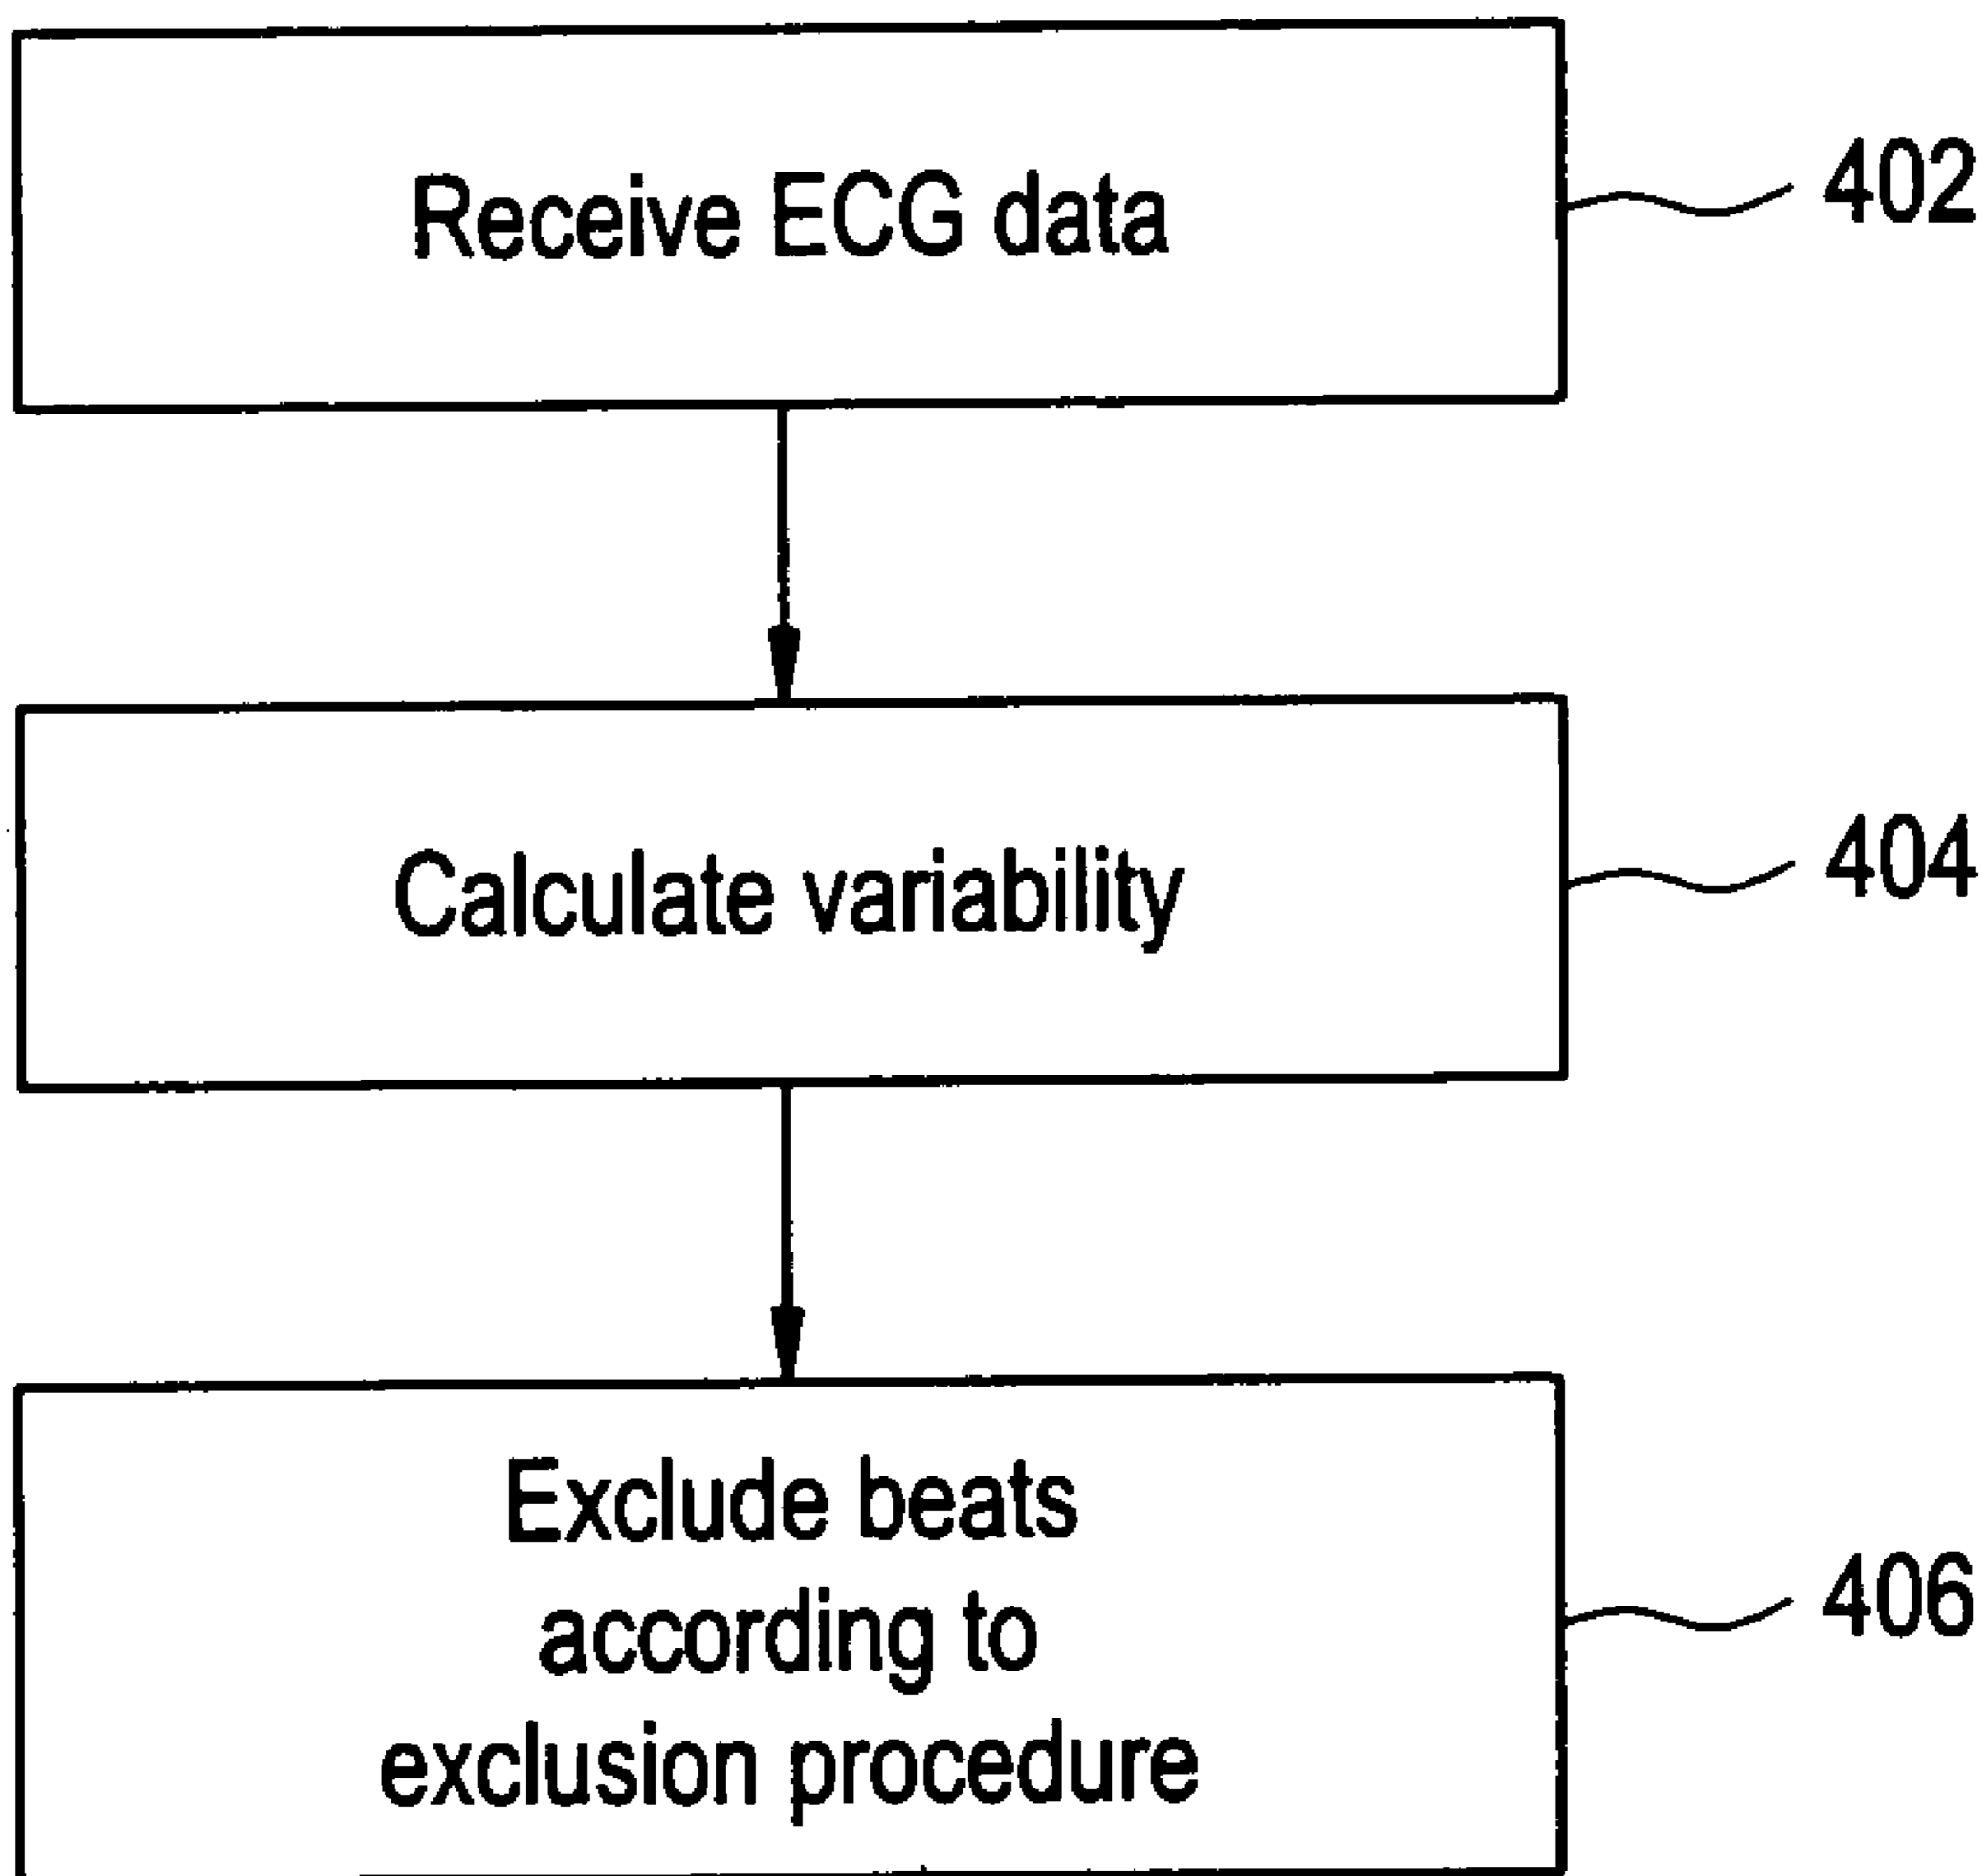 Receive ECG data
402
Calculate variability
404
Exclude beats
according to
exclusion procedure
406